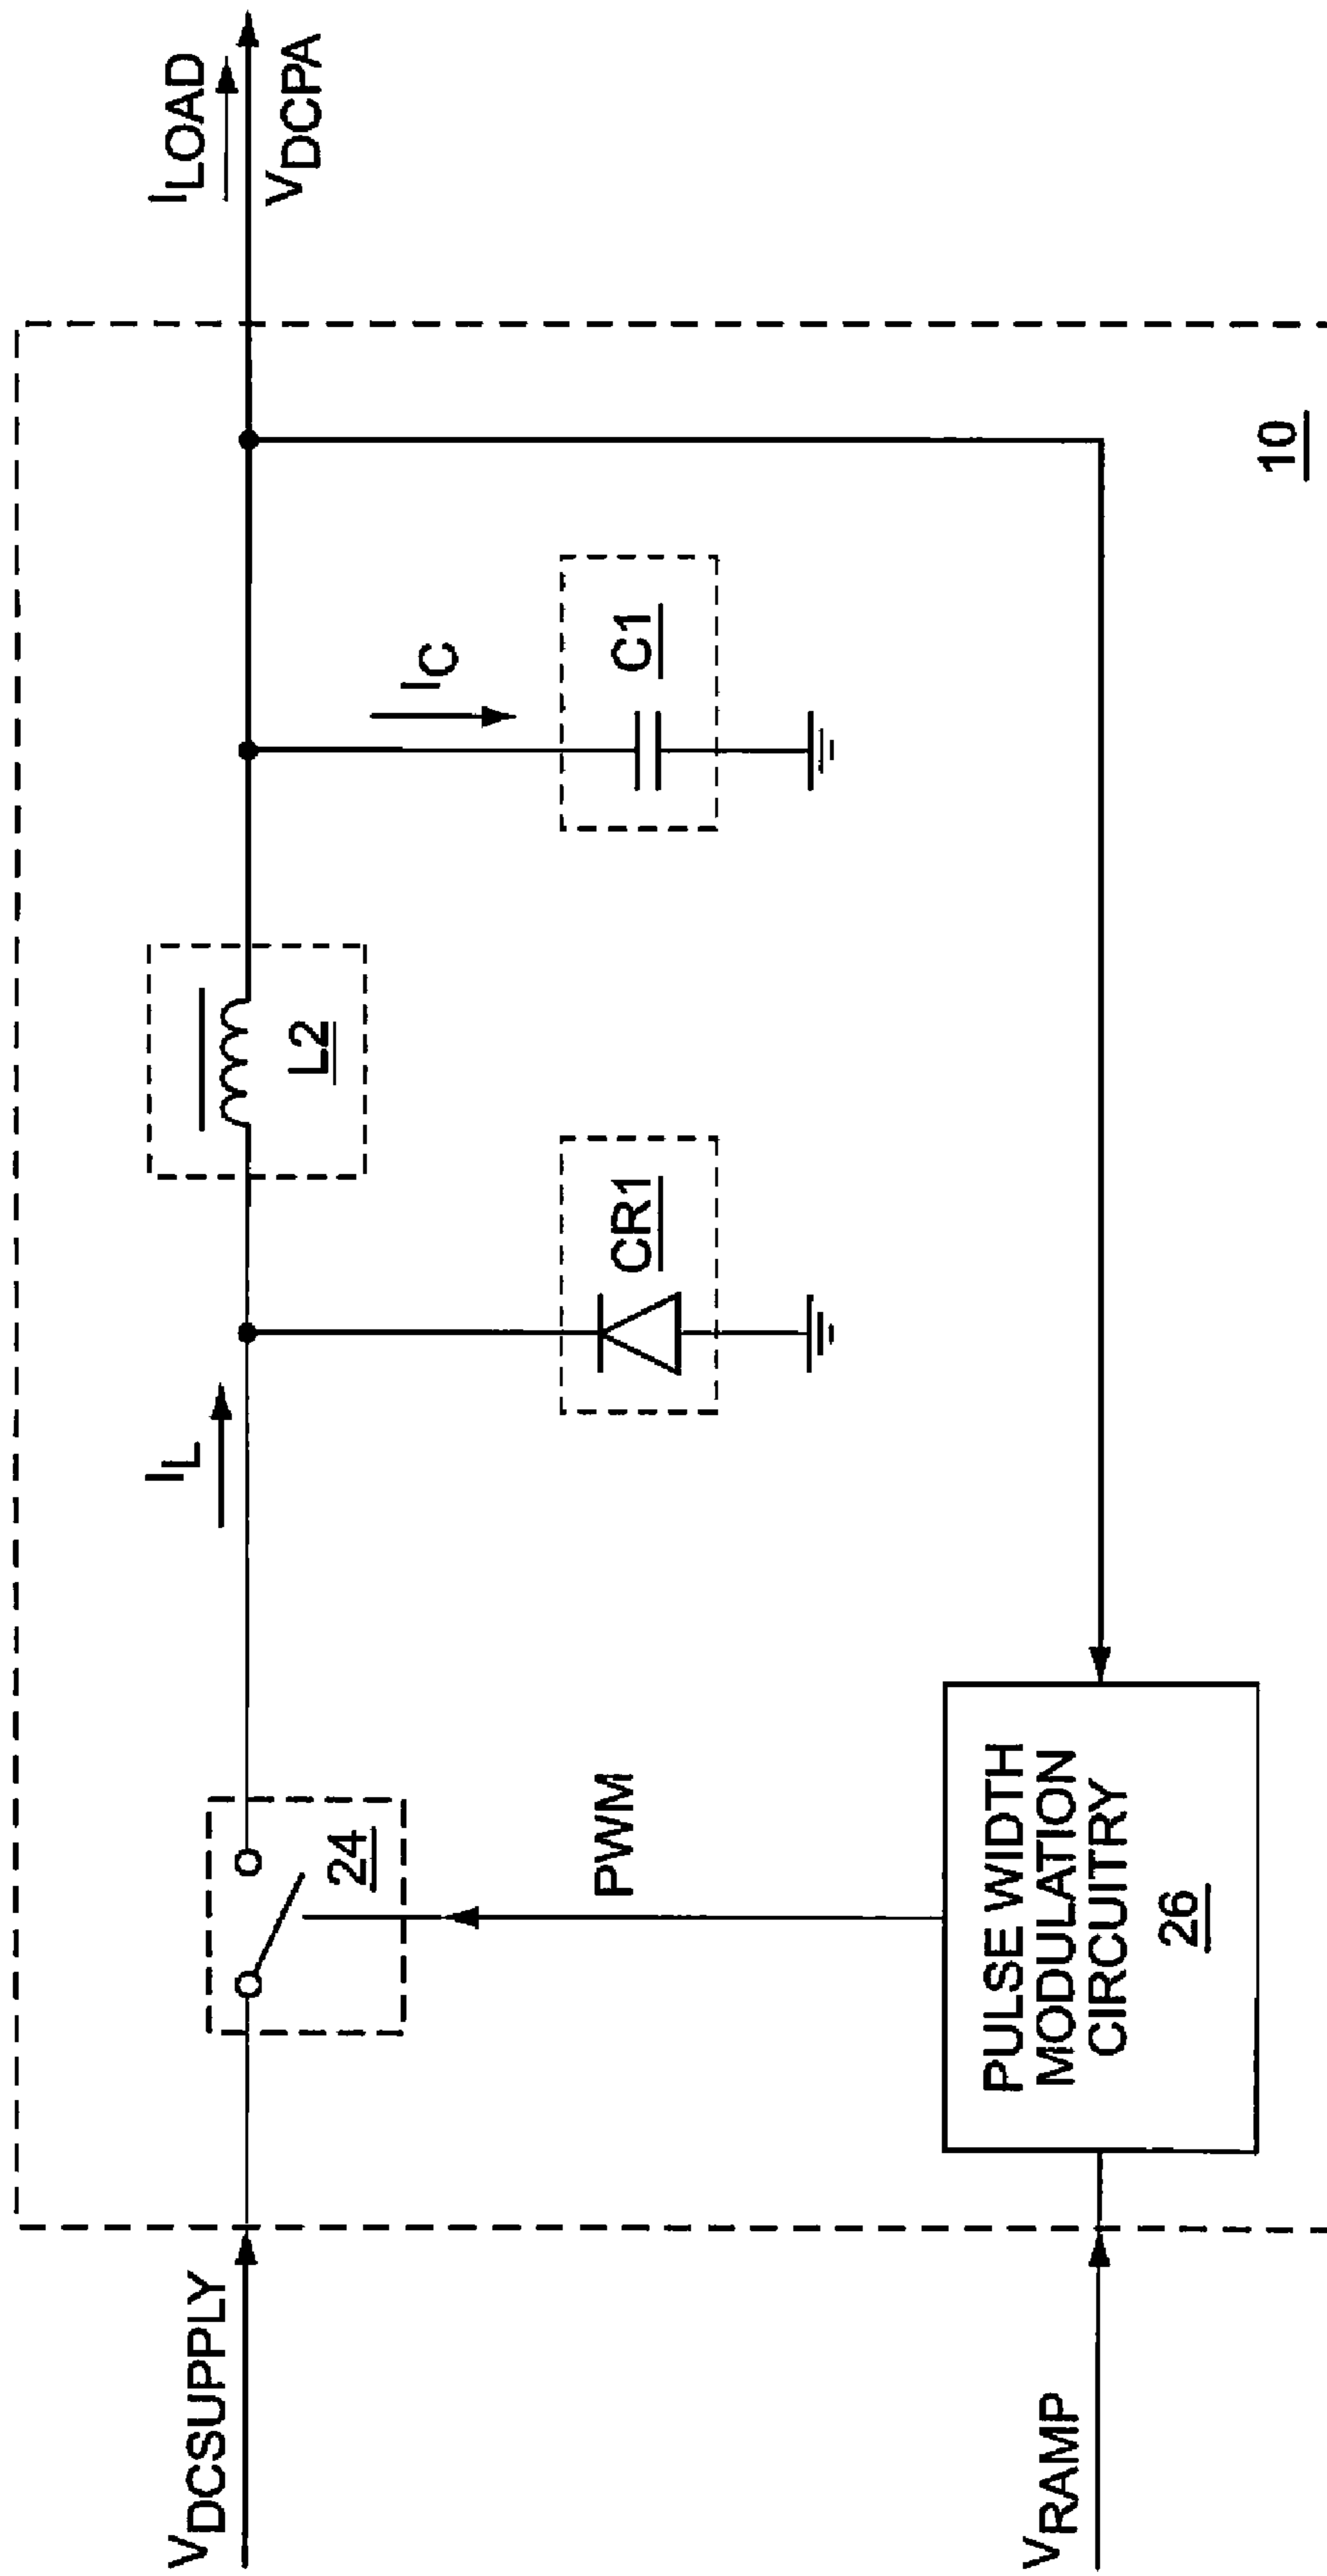 I_LOAD
V_DCPA
V_DCSUPPLY
24
I_L
L2
I_C
CR1
C1
PWM
PULSE WIDTH
MODULATION
CIRCUITRY
26
V_RAMP
10